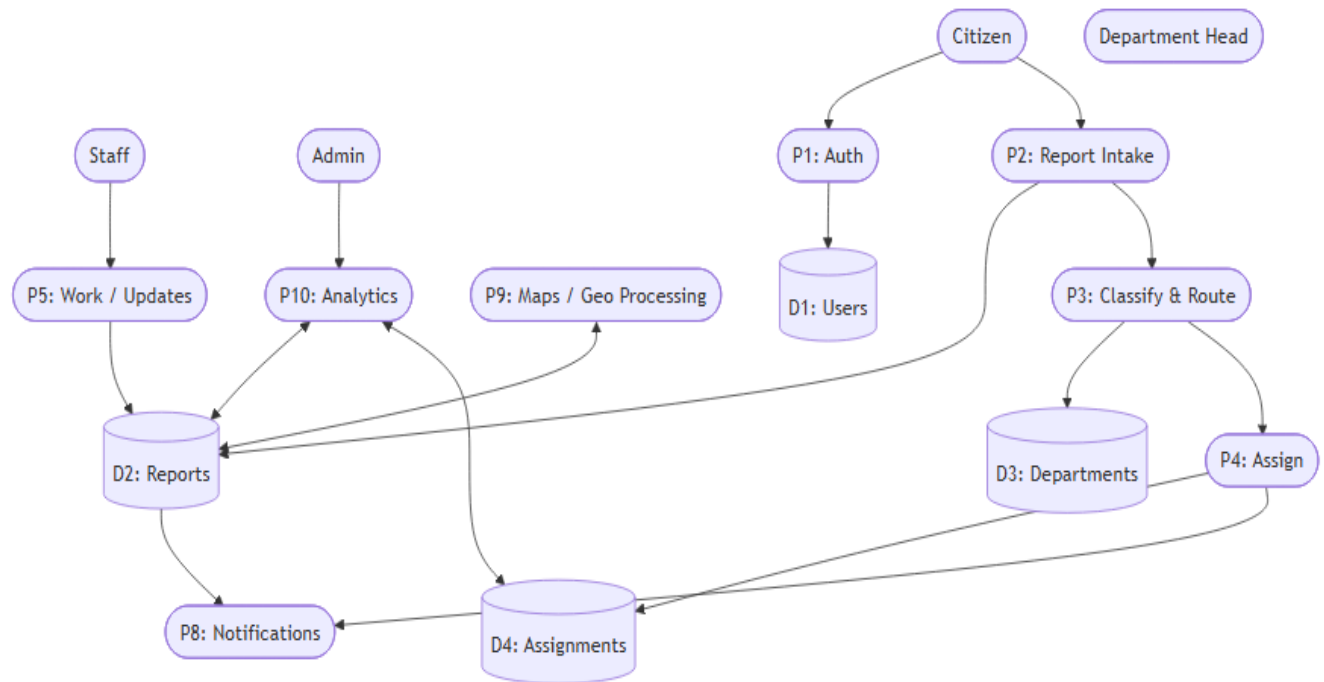 Citizen
Department Head
Staff
Admin
P1: Auth
P2: Report Intake
P5: Work / Updates
P10: Analytics
P9: Maps / Geo Processing
D1: Users
P3: Classify & Route
D2: Reports
D3: Departments
P4: Assign
P8: Notifications
D4: Assignments